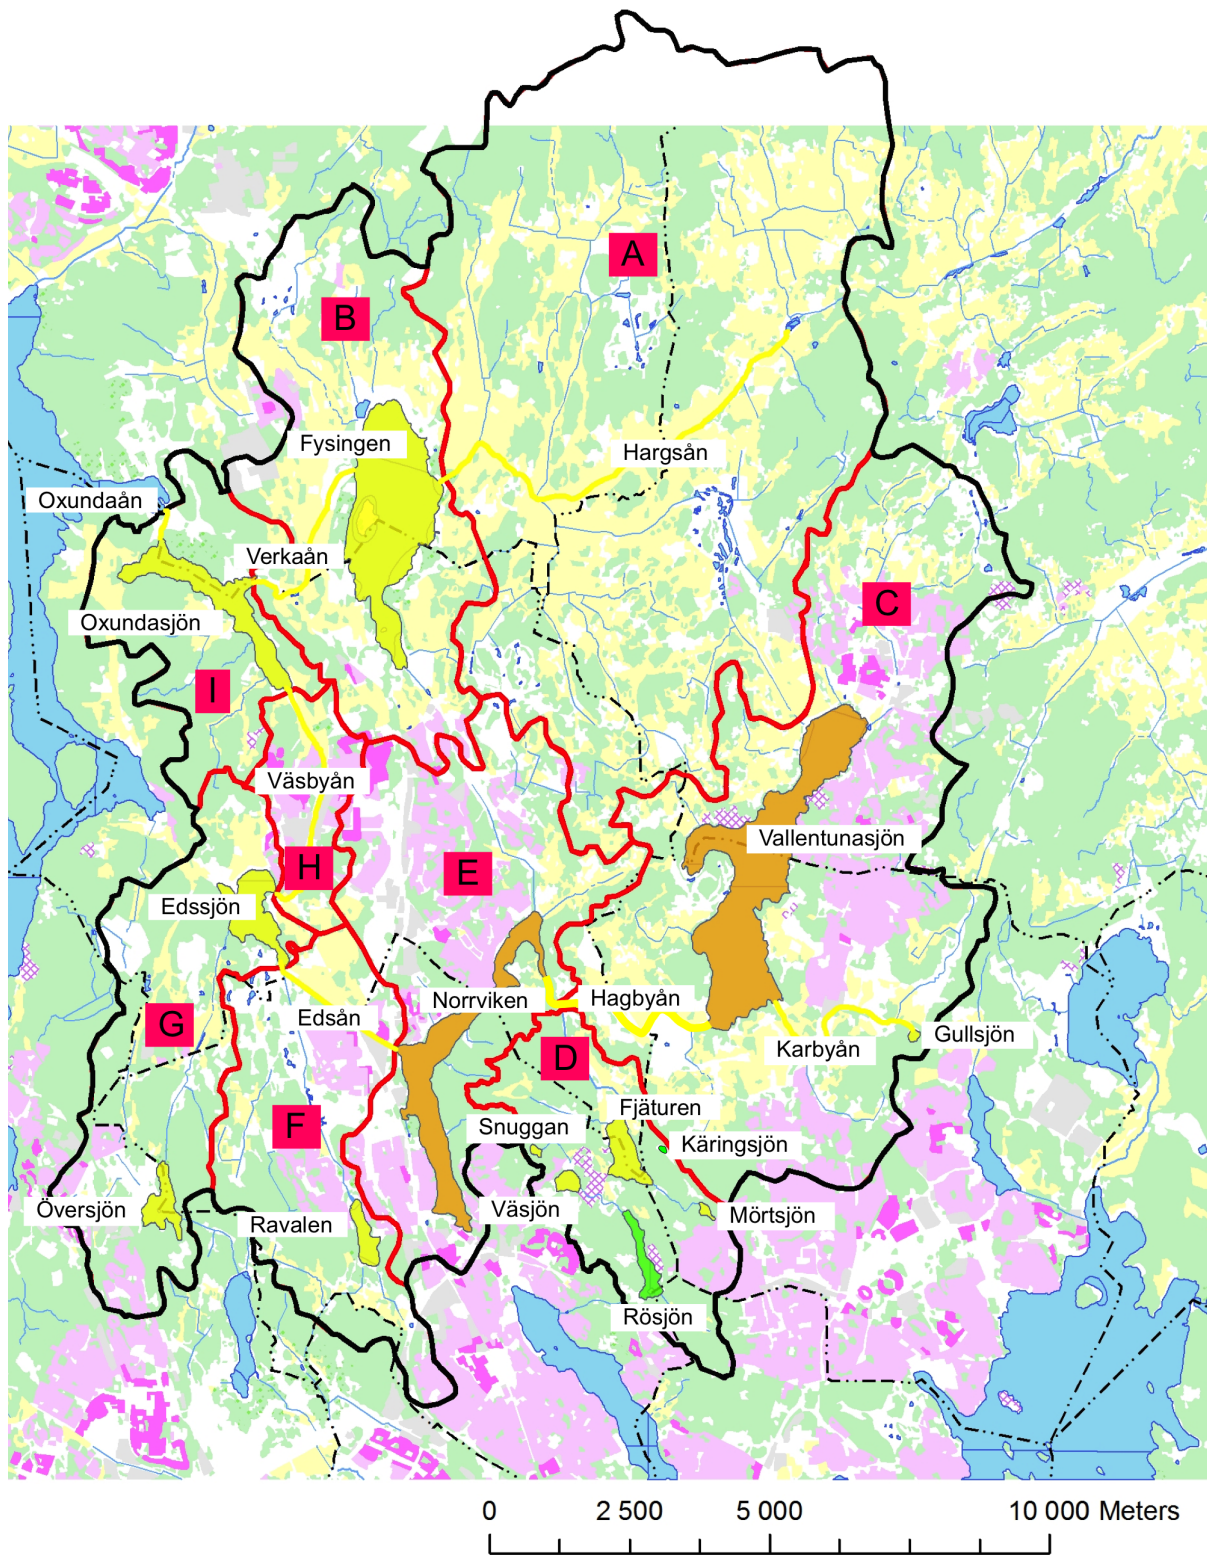 A
B
Fysingen
Hargsån
Oxundaån
Verkaån
C
Oxundasjön
I
Väsbyån
Vallentunasjön
H
E
Edssjön
Norrviken
Hagbyån
G
Edsån
Gullsjön
Karbyån
D
F
Fjäturen
Snuggan
Käringsjön
Översjön
Ravalen
Väsjön
Mörtsjön
Rösjön
0 2 500 5 000 10 000 Meters